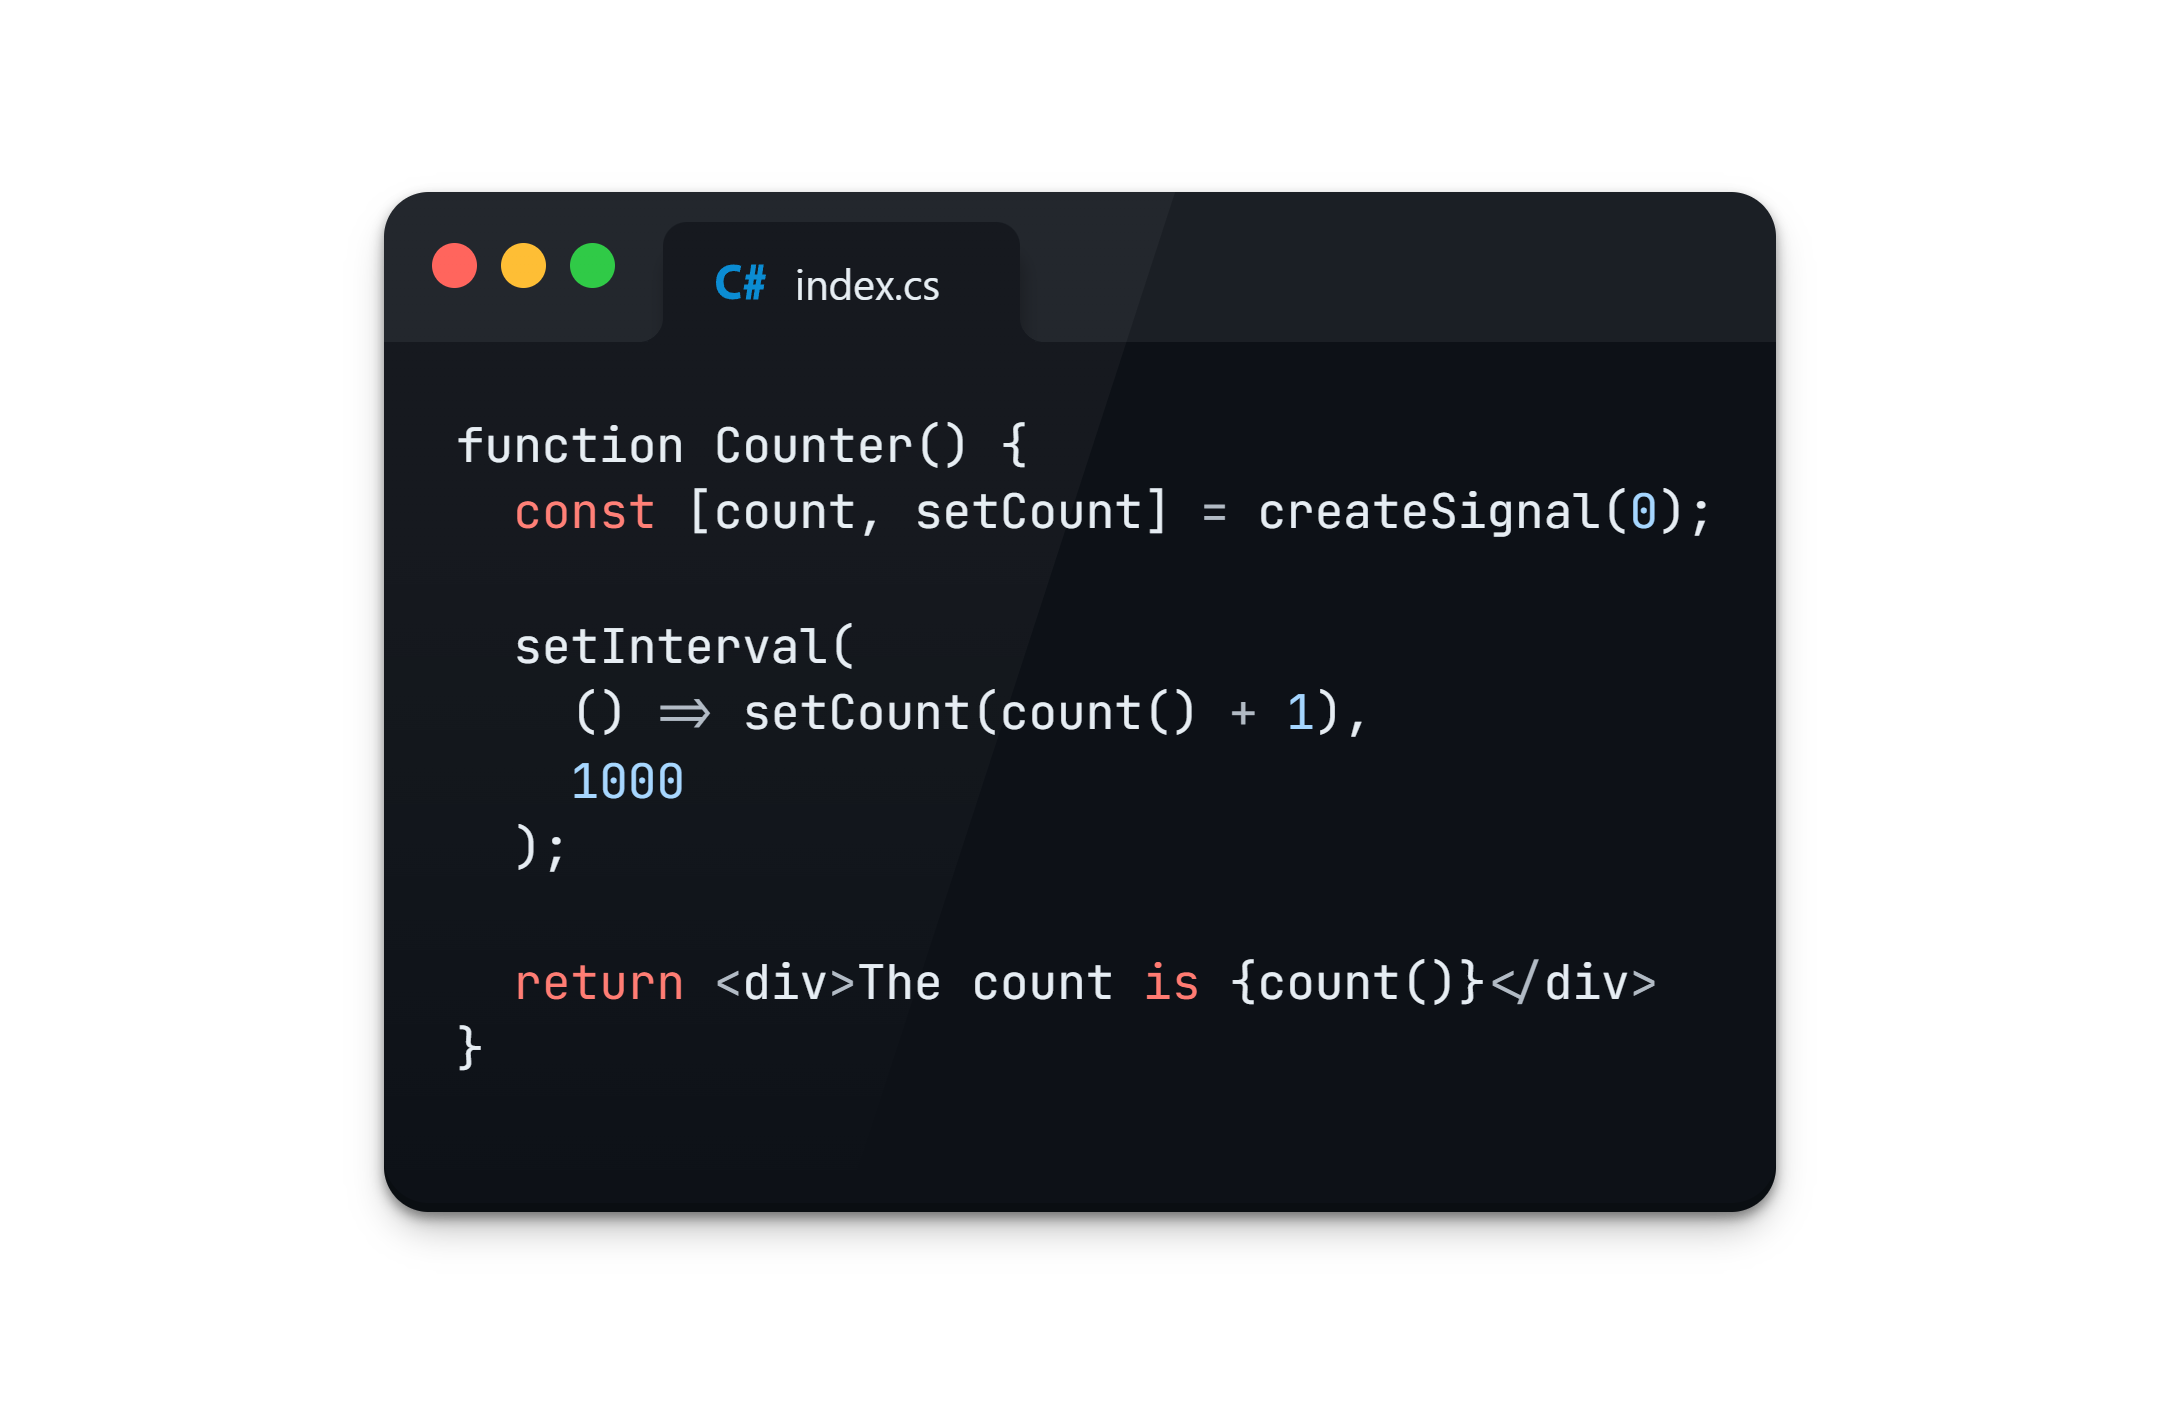 C# index.cs
function Counter() {
  const [count, setCount] = createSignal(0);

  setInterval(
    () => setCount(count() + 1),
    1000
  );

  return <div>The count is {count()}</div>
}